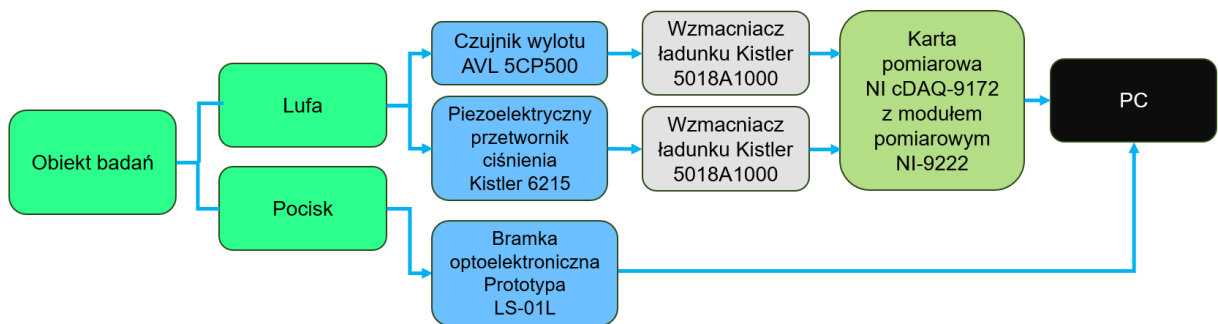 Obiekt badań
Lufa
Pocisk
Czujnik wylotu
AVL 5CP500
Piezoelektryczny
przetwornik
ciśnienia
Kistler 6215
Bramka
optoelektroniczna
Prototypa
LS-01L
Wzmacniacz
ładunku Kistler
5018A1000
Wzmacniacz
ładunku Kistler
5018A1000
Karta
pomiarowa
NI cDAQ-9172
z modułem
pomiarowym
NI-9222
PC